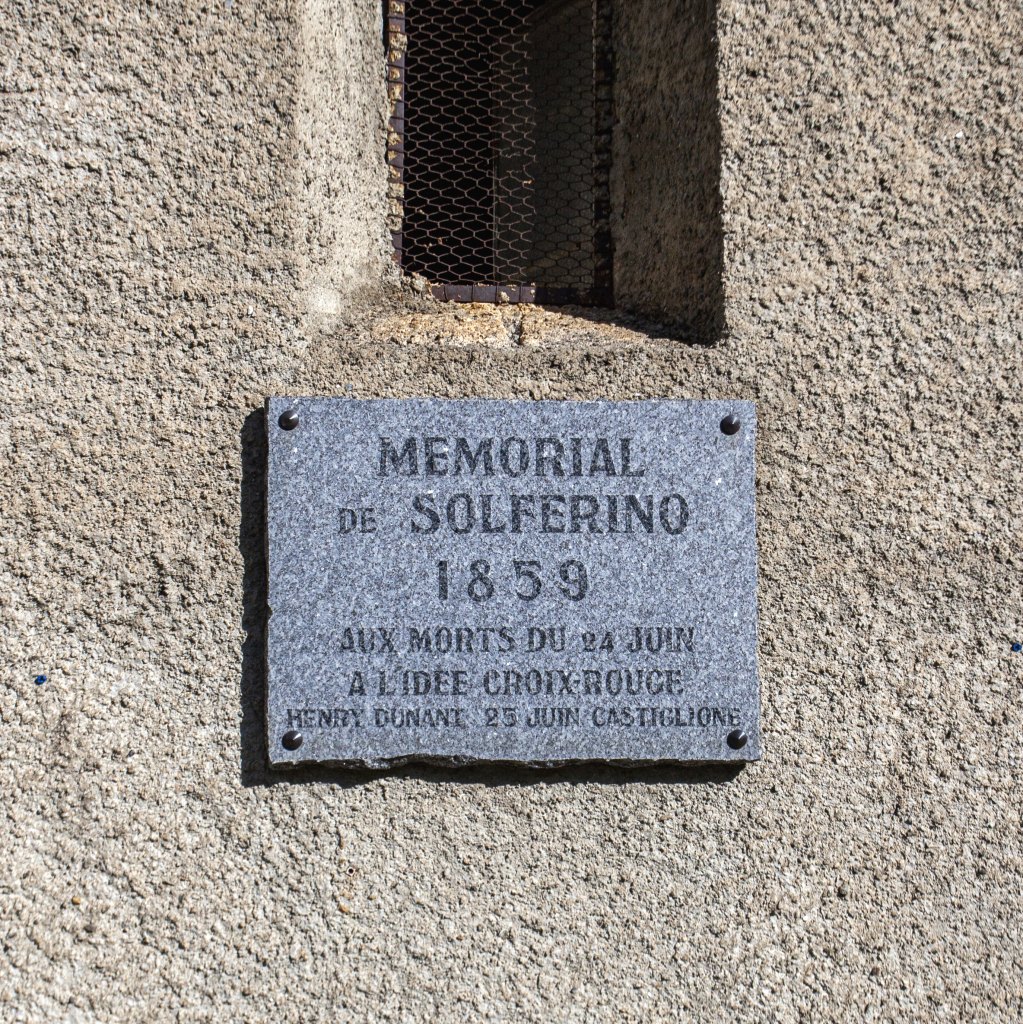 MEMORIAL
DE SOLFERINO
1859
AUX MORTS DU 24 JUIN
A L'IDEE CROIX-ROUGE
HENRY DUNANT, 25 JUIN CASTIGLIONE